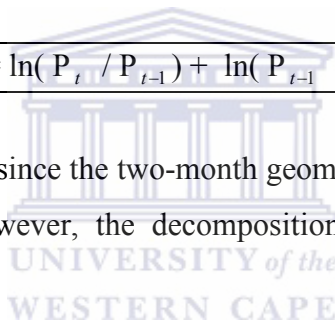 ln( P_t / P_{t–1}) + ln( P_{t–1}
since the two-month geom
wever, the decomposition
UNIVERSITY of the
WESTERN CAPE